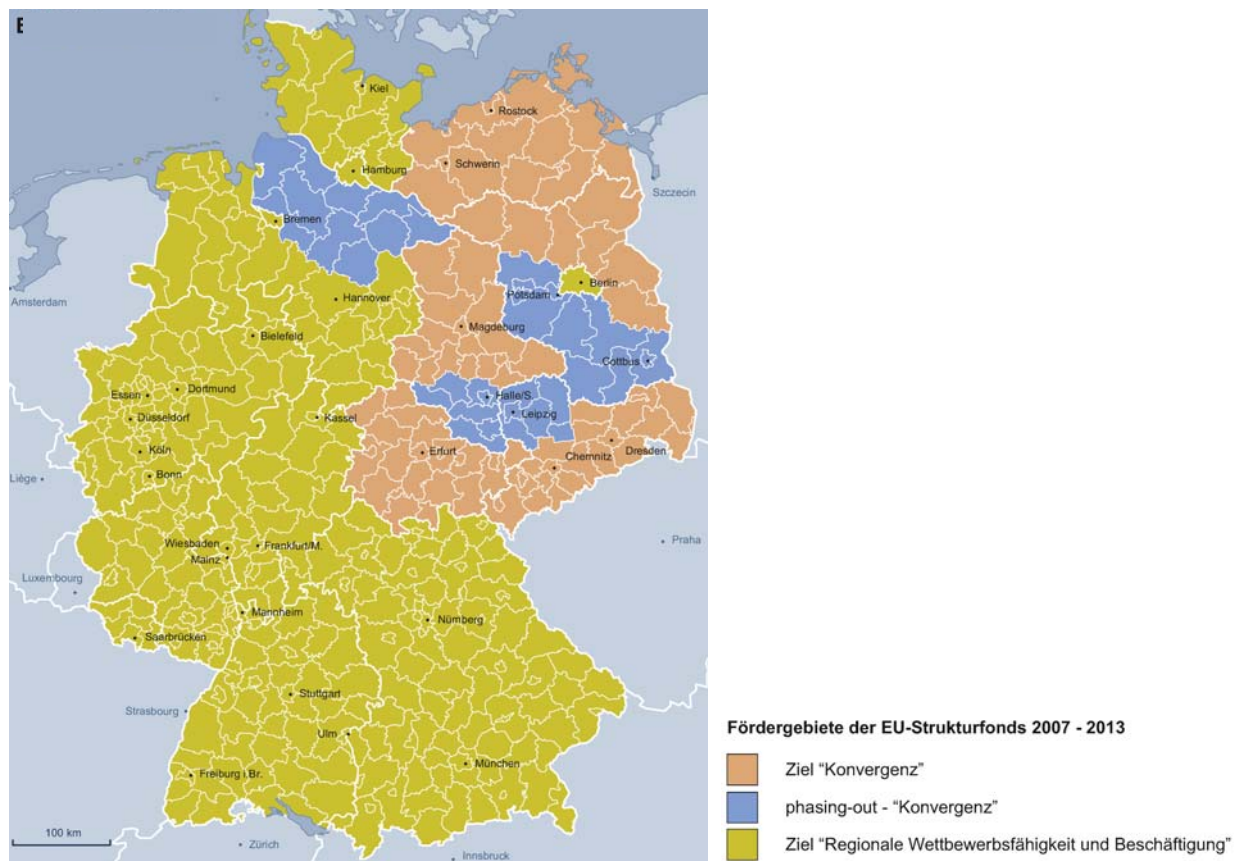 E
Kiel
Rostock
Hamburg
Schwerin
Szczecin
Bremen
Amsterdam
Hannover
Potsdam
Berlin
Bielefeld
Magdeburg
Cottbus
Essen
Dortmund
Halle/S.
Düsseldorf
Kassel
Leipzig
Köln
Erfurt
Chemnitz
Dresden
Liège
Bonn
Wiesbaden
Frankfurt/M.
Praha
Mainz
Luxembourg
Mannheim
Nürnberg
Saarbrücken
Stuttgart
Strasbourg
Ulm
München
Freiburg i.Br.
100 km
Zürich
Innsbruck
Fördergebiete der EU-Strukturfonds 2007 - 2013
Ziel “Konvergenz”
phasing-out - “Konvergenz”
Ziel “Regionale Wettbewerbsfähigkeit und Beschäftigung”